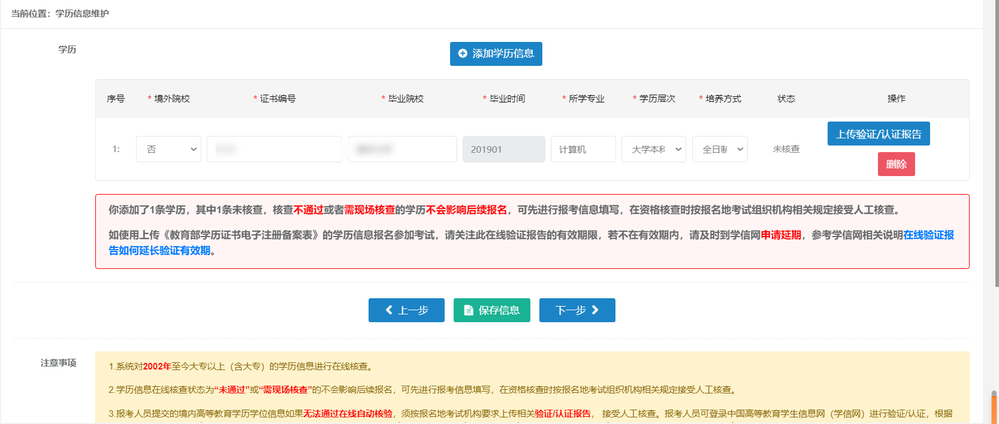 当前位置：学历信息维护
学历
添加学历信息
序号 * 境外院校 * 证书编号 * 毕业院校 * 毕业时间 * 所学专业 * 学历层次 * 培养方式 状态 操作
1: 否 201901 计算机 大学本科 全日制 未核查 上传验证/认证报告
删除
你添加了1条学历，其中1条未核查，核查不通过或者需现场核查的学历不会影响后续报名，可先进行报考信息填写，在资格核查时按报名地考试组织机构相关规定接受人工核查。
如使用上传《教育部学历证书电子注册备案表》的学历信息报名参加考试，请关注此在线验证报告的有效期限，若不在有效期内，请及时到学信网申请延期，参考学信网相关说明在线验证报
告如何延长验证有效期。
上一步 保存信息 下一步
注意事项
1.系统对2002年至今大专以上（含大专）的学历信息进行在线核查。
2.学历信息在线核查状态为“未通过”或“需现场核查”的不会影响后续报名，可先进行报考信息填写，在资格核查时按报名地考试组织机构相关规定接受人工核查。
3.报考人员提交的境内高等教育学历学位信息如果无法通过在线自动核验，须按报名地考试机构要求上传相关验证/认证报告， 接受人工核查。报考人员可登录中国高等教育学生信息网（学信网）进行验证/认证，根据